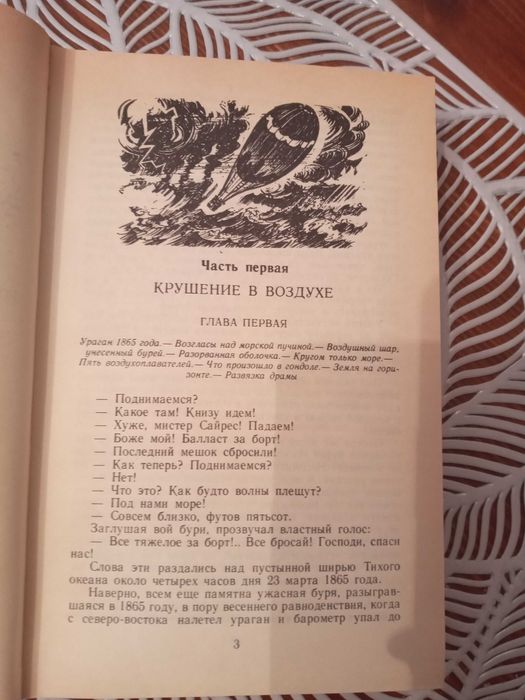 Часть первая
КРУШЕНИЕ В ВОЗДУХЕ
ГЛАВА ПЕРВАЯ
Ураган 1865 года.— Возгласы над морской пучиной.— Воздушный шар,
унесенный бурей.— Разорванная оболочка.— Кругом только море.—
Пять воздухоплавателей.— Что произошло в гондоле.— Земля на гори-
зонте.— Развязка драмы
— Поднимаемся?
— Какое там! Книзу идем!
— Хуже, мистер Сайрес! Падаем!
— Боже мой! Балласт за борт!
— Последний мешок сбросили!
— Как теперь? Поднимаемся?
— Нет!
— Что это? Как будто волны плещут?
— Под нами море!
— Совсем близко, футов пятьсот.
Заглушая вой бури, прозвучал властный голос:
— Все тяжелое за борт!.. Все бросай! Господи, спаси
нас!
Слова эти раздались над пустынной ширью Тихого
океана около четырех часов дня 23 марта 1865 года.
Наверно, всем еще памятна ужасная буря, разыграв-
шаяся в 1865 году, в пору весеннего равноденствия, когда
с северо-востока налетел ураган и барометр упал до
3